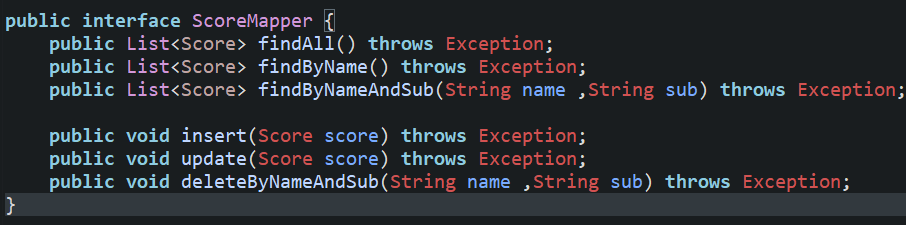 public interface ScoreMapper {
    public List<Score> findAll() throws Exception;
    public List<Score> findByName() throws Exception;
    public List<Score> findByNameAndSub(String name ,String sub) throws Exception;

    public void insert(Score score) throws Exception;
    public void update(Score score) throws Exception;
    public void deleteByNameAndSub(String name ,String sub) throws Exception;
}